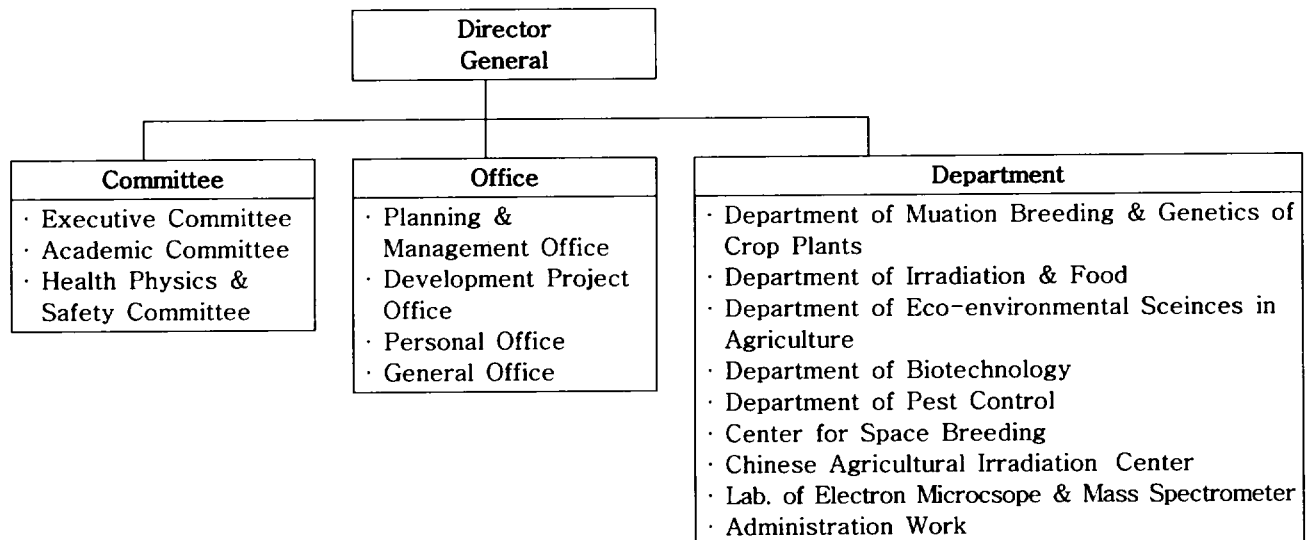 Director
General
Committee
· Executive Committee
· Academic Committee
· Health Physics &
Safety Committee
Office
· Planning &
Management Office
· Development Project
Office
· Personal Office
· General Office
Department
· Department of Muation Breeding & Genetics of
Crop Plants
· Department of Irradiation & Food
· Department of Eco-environmental Sceinces in
Agriculture
· Department of Biotechnology
· Department of Pest Control
· Center for Space Breeding
· Chinese Agricultural Irradiation Center
· Lab. of Electron Microcsope & Mass Spectrometer
· Administration Work